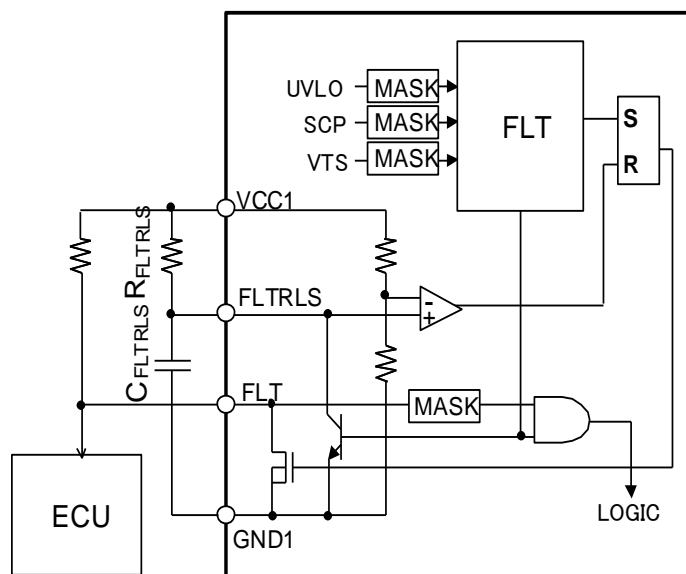 UVLO MASK
SCP MASK
VTS MASK
FLT
S
R
VCC1
RFLTRLS
CFLTRLS
FLTRLS
-
+
FLT
MASK
ECU
GND1
LOGIC